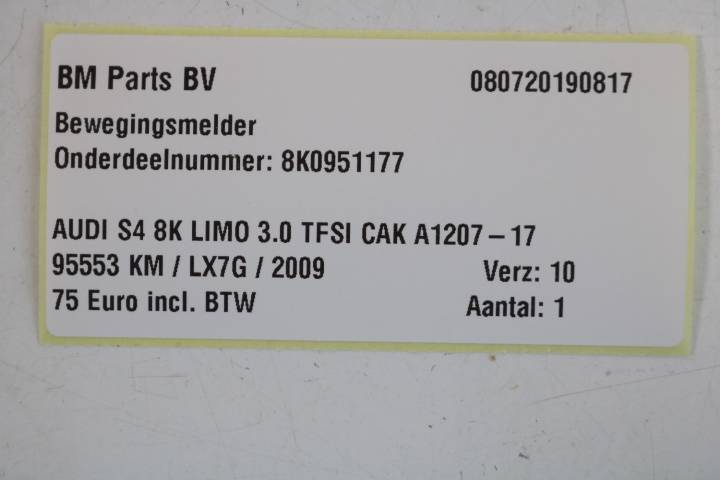 BM Parts BV 080720190817
Bewegingsmelder
Onderdeelnummer: 8K0951177
AUDI S4 8K LIMO 3.0 TFSI CAK A1207-17
95553 KM / LX7G / 2009 Verz: 10
75 Euro incl. BTW Aantal: 1